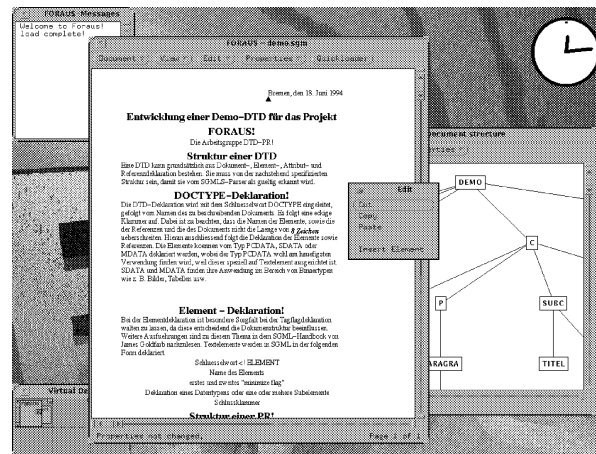 FORAUS Messages
Welcome to Foraus!
load complete!
FORAUS - demo.sgm
Document View Edit Properties Quickloader
Bremen, den 18. Juni 1994
Entwicklung einer Demo-DTD für das Projekt
FORAUS!
Die Arbeitsgruppe DTD-PR!
Struktur einer DTD
Eine DTD kann grundsätzlich aus Dokument-, Element-, Attribut- und
Referenzdeklaration bestehen. Sie muss von der nachstehend spezifizierten
Struktur sein, damit sie vom SGMLS-Parser als gueltig erkannt wird.
DOCTYPE-Deklaration!
Die DTD-Deklaration wird mit dem Schluesselwort DOCTYPE eingeleitet,
gefolgt vom Namen des zu beschreibenden Dokuments. Es folgt eine eckige
Klammer auf. Dabei ist zu beachten, dass die Namen der Elemente, sowie die
der Referenzen und die des Dokuments nicht die Laenge von 8 Zeichen
ueberschreiten. Hieran anschliessend folgt die Deklaration der Elemente sowie
Referenzen. Die Elemente koennen vom Typ PCDATA, SDATA oder
MDATA deklariert werden, wobei der Typ PCDATA wohl am haeufigsten
Verwendung finden wird, weil dieser speziell auf Textelement ausgerichtet ist.
SDATA und MDATA finden ihre Anwendung im Bereich von Binaertypen
wie z. B. Bilder, Tabellen usw.
Element - Deklaration!
Bei der Elementdeklaration ist besondere Sorgfalt bei der Tagflagdeklaration
walten zu lassen, da diese entscheidend die Dokumenstruktur beeinflussen.
Weitere Ausfuehrungen sind zu diesem Thema in dem SGML-Handbook von
James Goldfarb nachzulesen. Textelemente werden in SGML in der folgenden
Form deklariert:
Schluesselwort <! ELEMENT
Name des Elements
erstes und zweites "minimize flag"
Deklaration eines Datentypens oder eine oder mehere Subelemente
Schlussklammer
Struktur einer PR!
Properties not changed.
Page 1 of 1
Edit
Cut
Copy
Paste
Insert Element
Document structure
DEMO
C
P
SUBC
TITEL
Virtual De